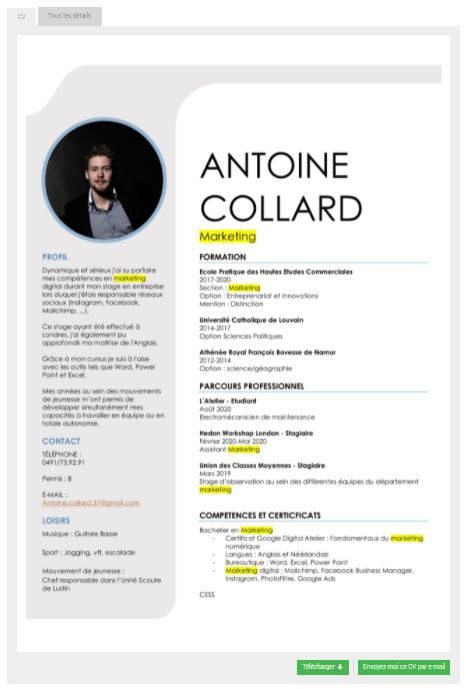 CV
Tous les détails
ANTOINE
COLLARD
Marketing
PROFIL
Dynamique et sérieux j'ai su parfaire
mes compétences en marketing
digital durant mon stage en entreprise
lors duquel j'étais responsable réseaux
sociaux (Instagram, Facebook,
Mailchimp, ...).
Ce stage ayant été effectué à
Londres, j'ai également pu
approfondir ma maîtrise de l'Anglais.
Grâce à mon cursus je suis à l'aise
avec les outils tels que Word, Power
Point et Excel.
Mes années au sein des mouvements
de jeunesse m'ont permis de
développer simultanément mes
capacités à travailler en équipe ou en
totale autonomie.
CONTACT
TÉLÉPHONE :
0491/73.92.91
Permis : B
E-MAIL :
Antoine.collard.37@gmail.com
LOISIRS
Musique : Guitare Basse
Sport : Jogging, vtt, escalade
Mouvement de jeunesse :
Chef responsable dans l'Unité Scoute
de Lustin
FORMATION
Ecole Pratique des Hautes Etudes Commerciales
2017-2020
Section : Marketing
Option : Entreprenariat et Innovations
Mention : Distinction
Université Catholique de Louvain
2014-2017
Option Sciences Politiques
Athénée Royal François Bovesse de Namur
2012-2014
Option : science/géographie
PARCOURS PROFESSIONNEL
L'Atelier - Etudiant
Août 2020
Electromécanicien de maintenance
Hedon Workshop London - Stagiaire
Février 2020-Mai 2020
Assistant Marketing
Union des Classes Moyennes - Stagiaire
Mars 2019
Stage d'observation au sein des différentes équipes du département
marketing
COMPETENCES ET CERTICFICATS
Bachelier en Marketing
- Certificat Google Digital Atelier : Fondamentaux du marketing
numérique
- Langues : Anglais et Néérlandais
- Bureautique : Word, Excel, Power Point
- Marketing digital : Mailchimp, Facebook Business Manager,
Instagram, PhotoFiltre, Google Ads
CESS
Télécharger
Envoyez-moi ce CV par e-mail